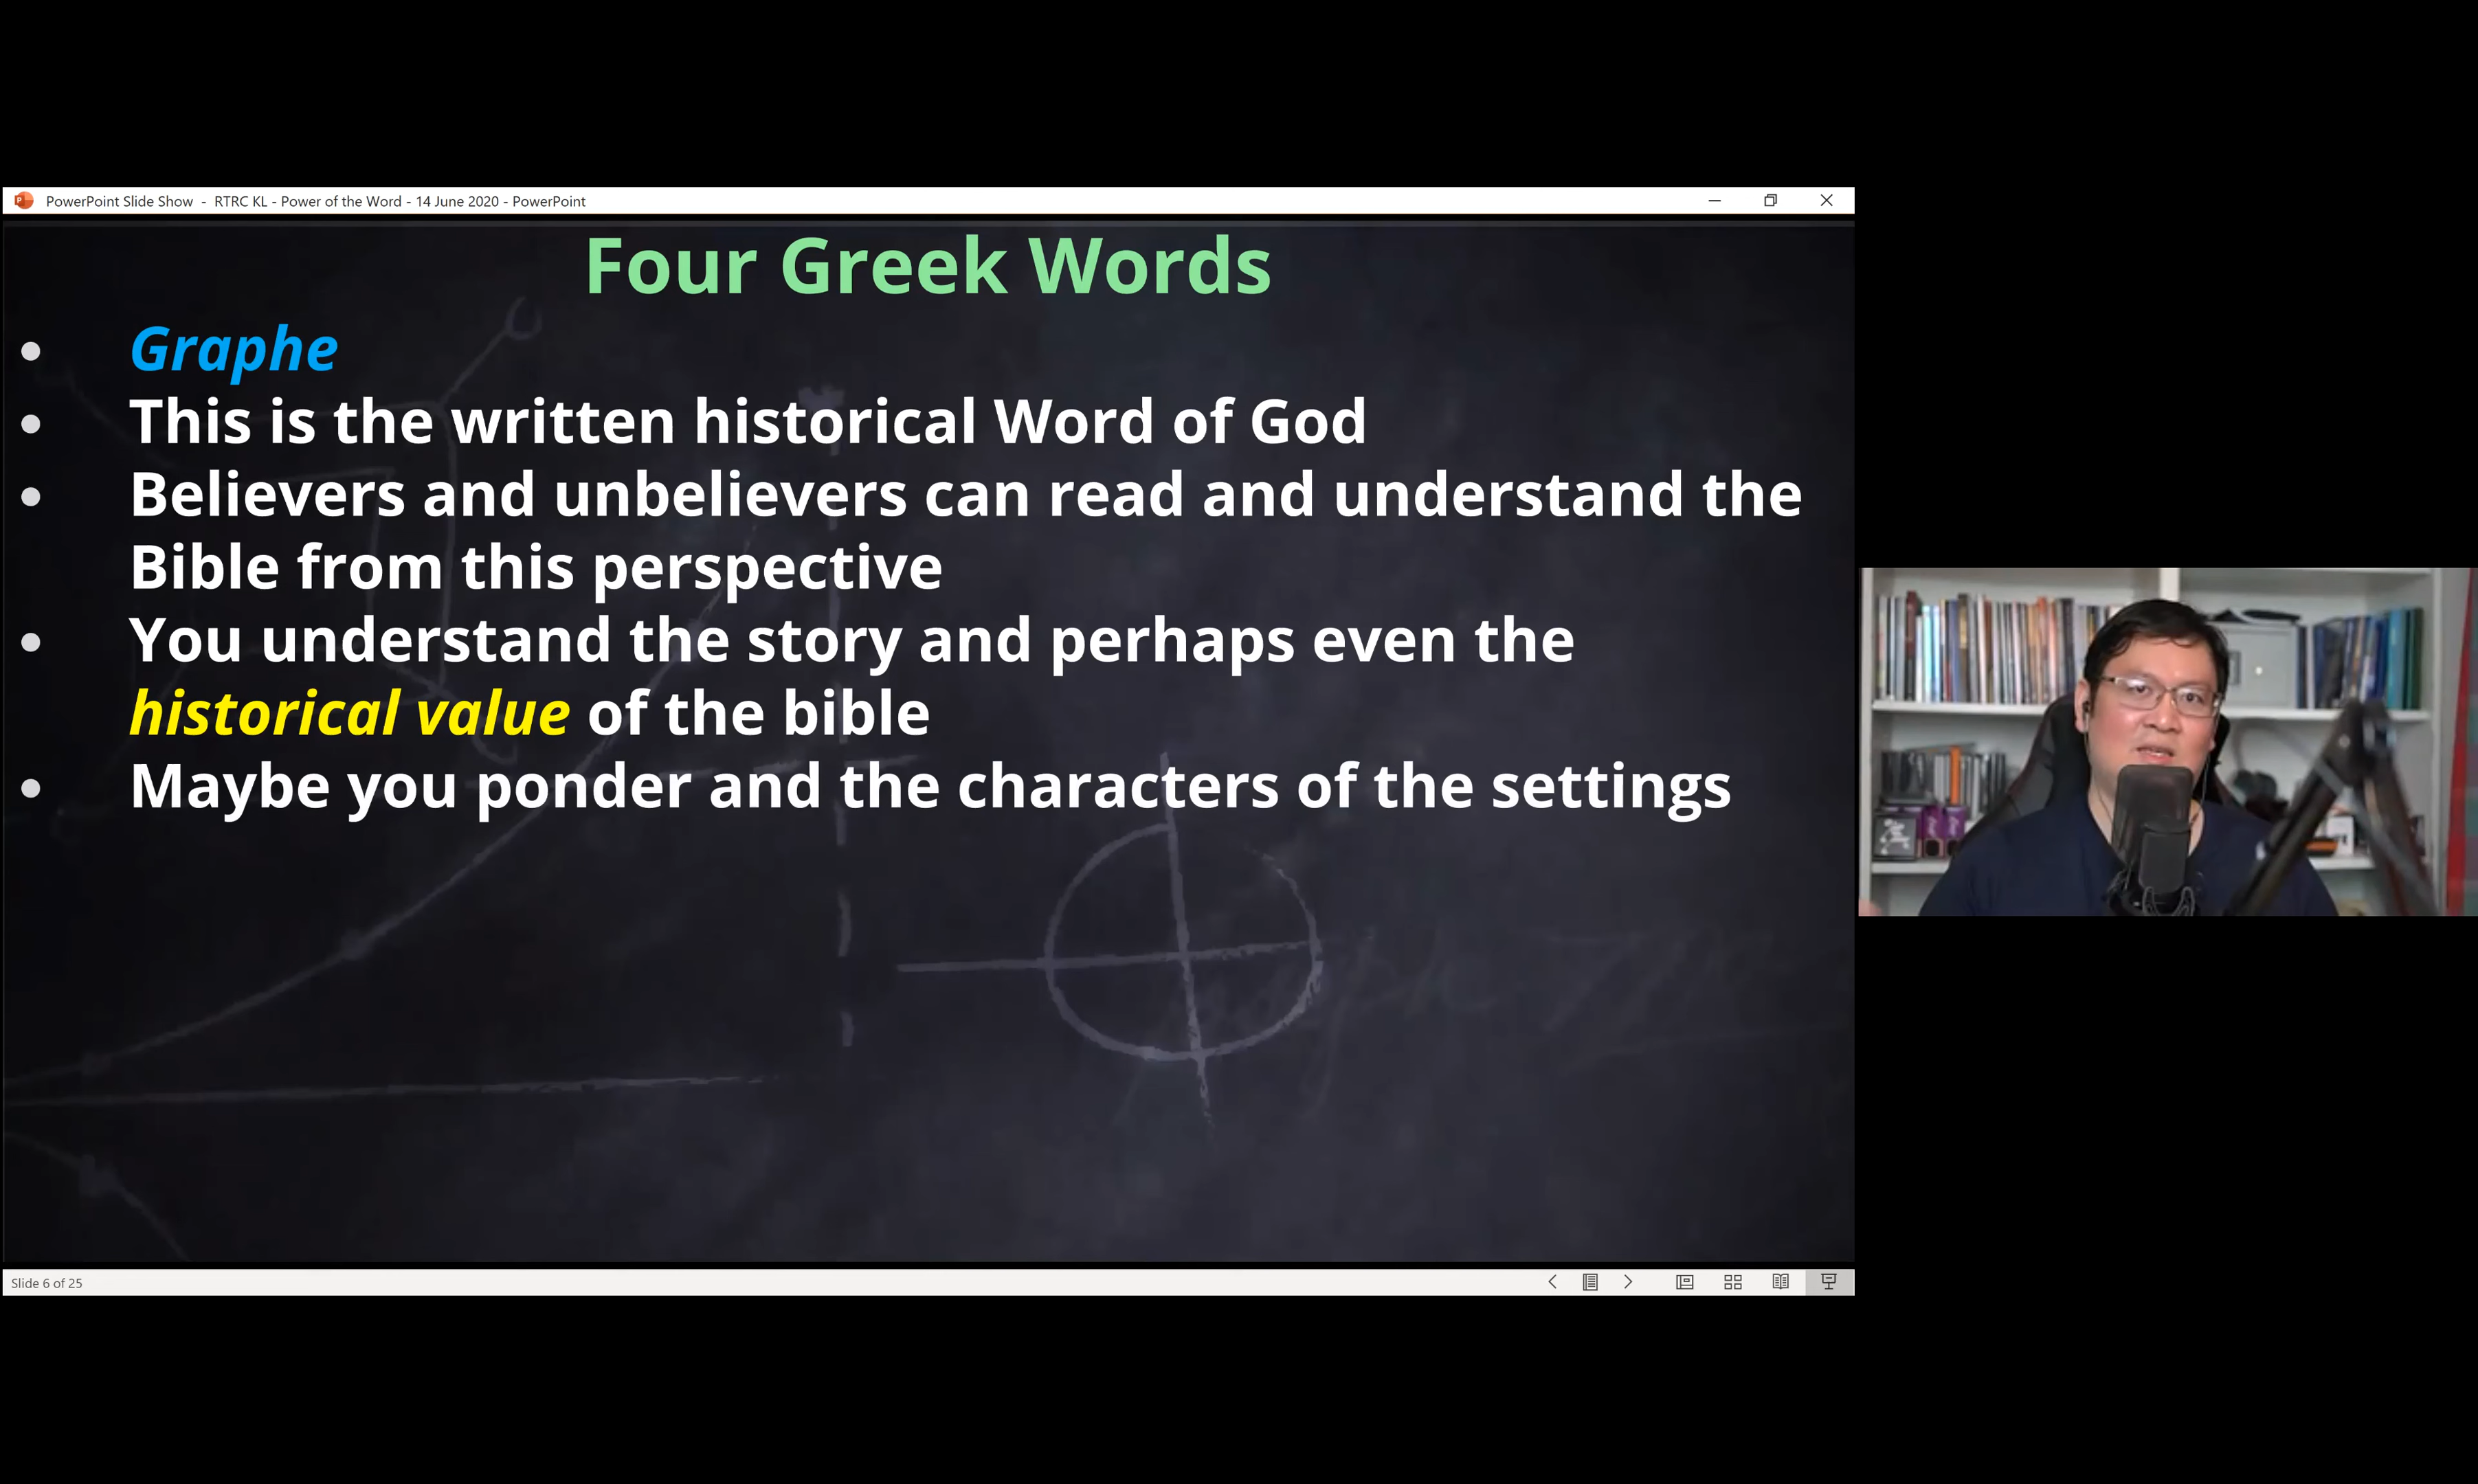 PowerPoint Slide Show - RTRC KL - Power of the Word - 14 June 2020 - PowerPoint
Four Greek Words
• Graphe
• This is the written historical Word of God
• Believers and unbelievers can read and understand the
Bible from this perspective
• You understand the story and perhaps even the
historical value of the bible
• Maybe you ponder and the characters of the settings
Slide 6 of 25